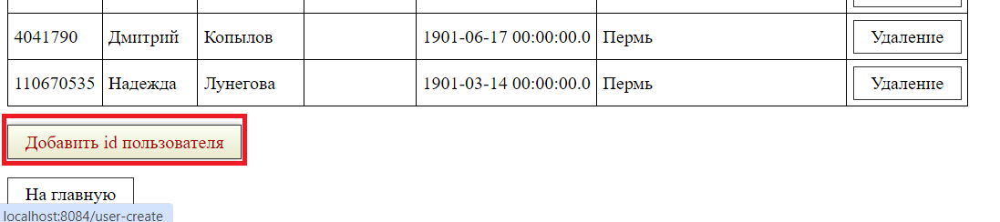 4041790 Дмитрий Копылов 1901-06-17 00:00:00.0 Пермь Удаление
110670535 Надежда Лунегова 1901-03-14 00:00:00.0 Пермь Удаление
Добавить id пользователя
На главную
localhost:8084/user-create